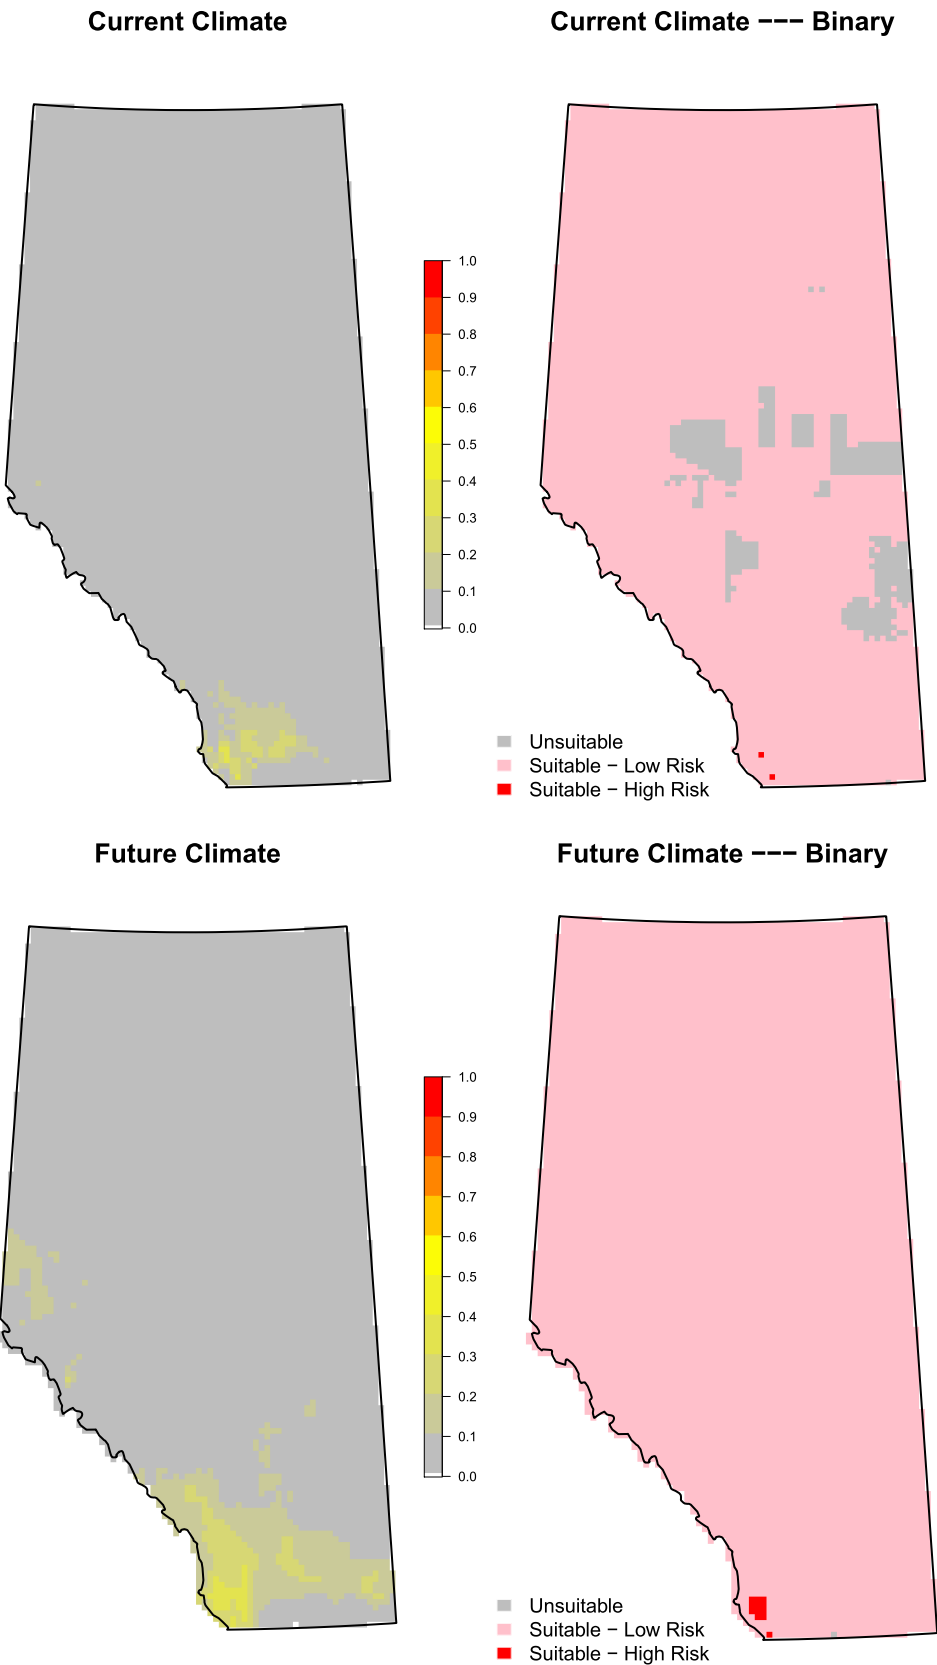 Current Climate
Current Climate −−− Binary
1.0
0.9
0.8
0.7
0.6
0.5
0.4
0.3
0.2
0.1
0.0
Unsuitable
Suitable − Low Risk
Suitable − High Risk
Future Climate
Future Climate −−− Binary
1.0
0.9
0.8
0.7
0.6
0.5
0.4
0.3
0.2
0.1
0.0
Unsuitable
Suitable − Low Risk
Suitable − High Risk